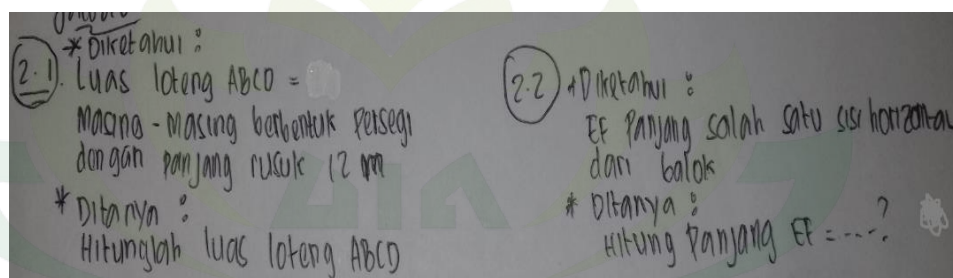 Jawab:
* Diketahui :
2.1). Luas loteng ABCD =
Masing - Masing berbentuk persegi
dengan panjang rusuk 12 m
* Ditanya :
Hitunglah luas loteng ABCD
2.2) * Diketahui :
EF Panjang salah satu sisi horizontal
dari balok
* Ditanya :
Hitung Panjang EF = ....?